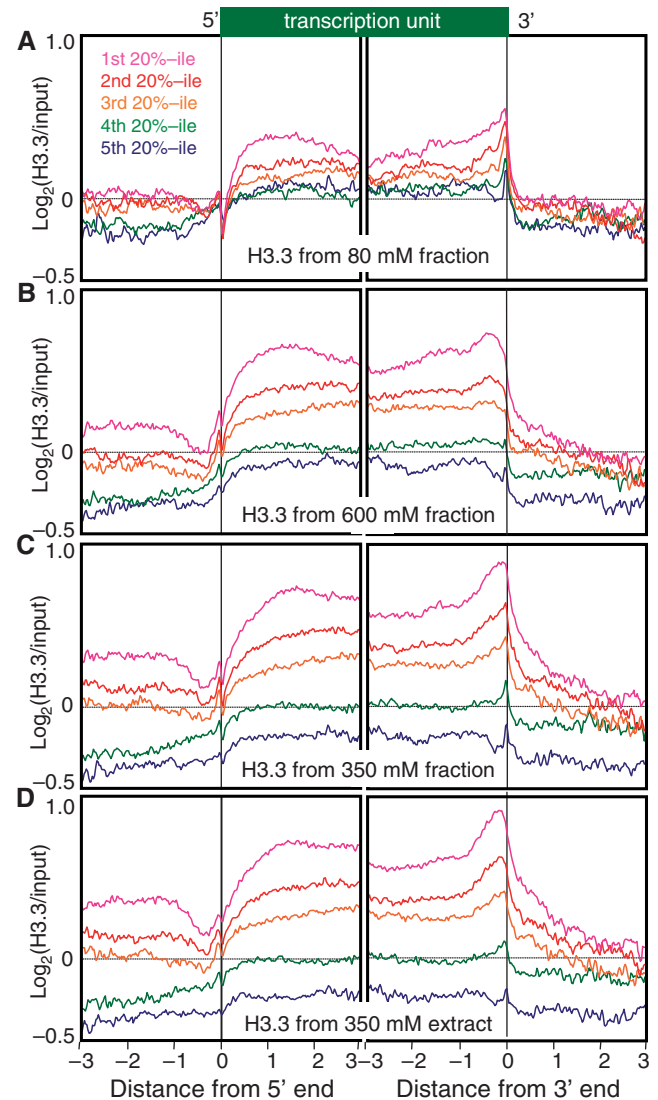 5’ transcription unit 3’
A
1.0
1st 20%–ile
2nd 20%–ile
3rd 20%–ile
4th 20%–ile
5th 20%–ile
Log2(H3.3/input)
0
–0.5
H3.3 from 80 mM fraction
B
1.0
Log2(H3.3/input)
0
–0.5
H3.3 from 600 mM fraction
C
1.0
Log2(H3.3/input)
0
–0.5
H3.3 from 350 mM fraction
D
1.0
Log2(H3.3/input)
0
–0.5
H3.3 from 350 mM extract
–3 –2 –1 0 1 2 3 –3 –2 –1 0 1 2 3
Distance from 5’ end Distance from 3’ end